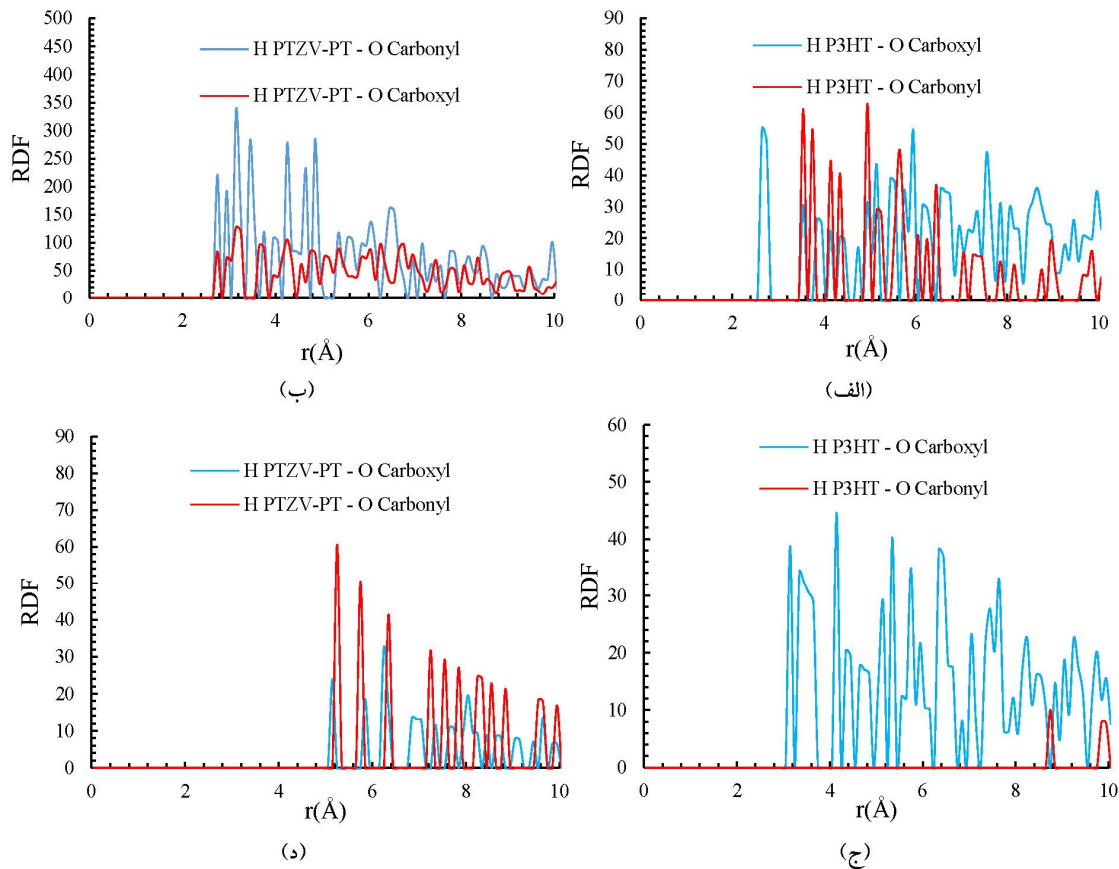 500
450
400
350
300
250
200
150
100
50
0
RDF
H PTZV-PT - O Carbonyl
H PTZV-PT - O Carboxyl
0 2 4 6 8 10
r(Å)
(ب)
90
80
70
60
50
40
30
20
10
0
RDF
H P3HT - O Carboxyl
H P3HT - O Carbonyl
0 2 4 6 8 10
r(Å)
(الف)
90
80
70
60
50
40
30
20
10
0
RDF
H PTZV-PT - O Carboxyl
H PTZV-PT - O Carbonyl
0 2 4 6 8 10
r(Å)
(د)
60
50
40
30
20
10
0
RDF
H P3HT - O Carboxyl
H P3HT - O Carbonyl
0 2 4 6 8 10
r(Å)
(ج)